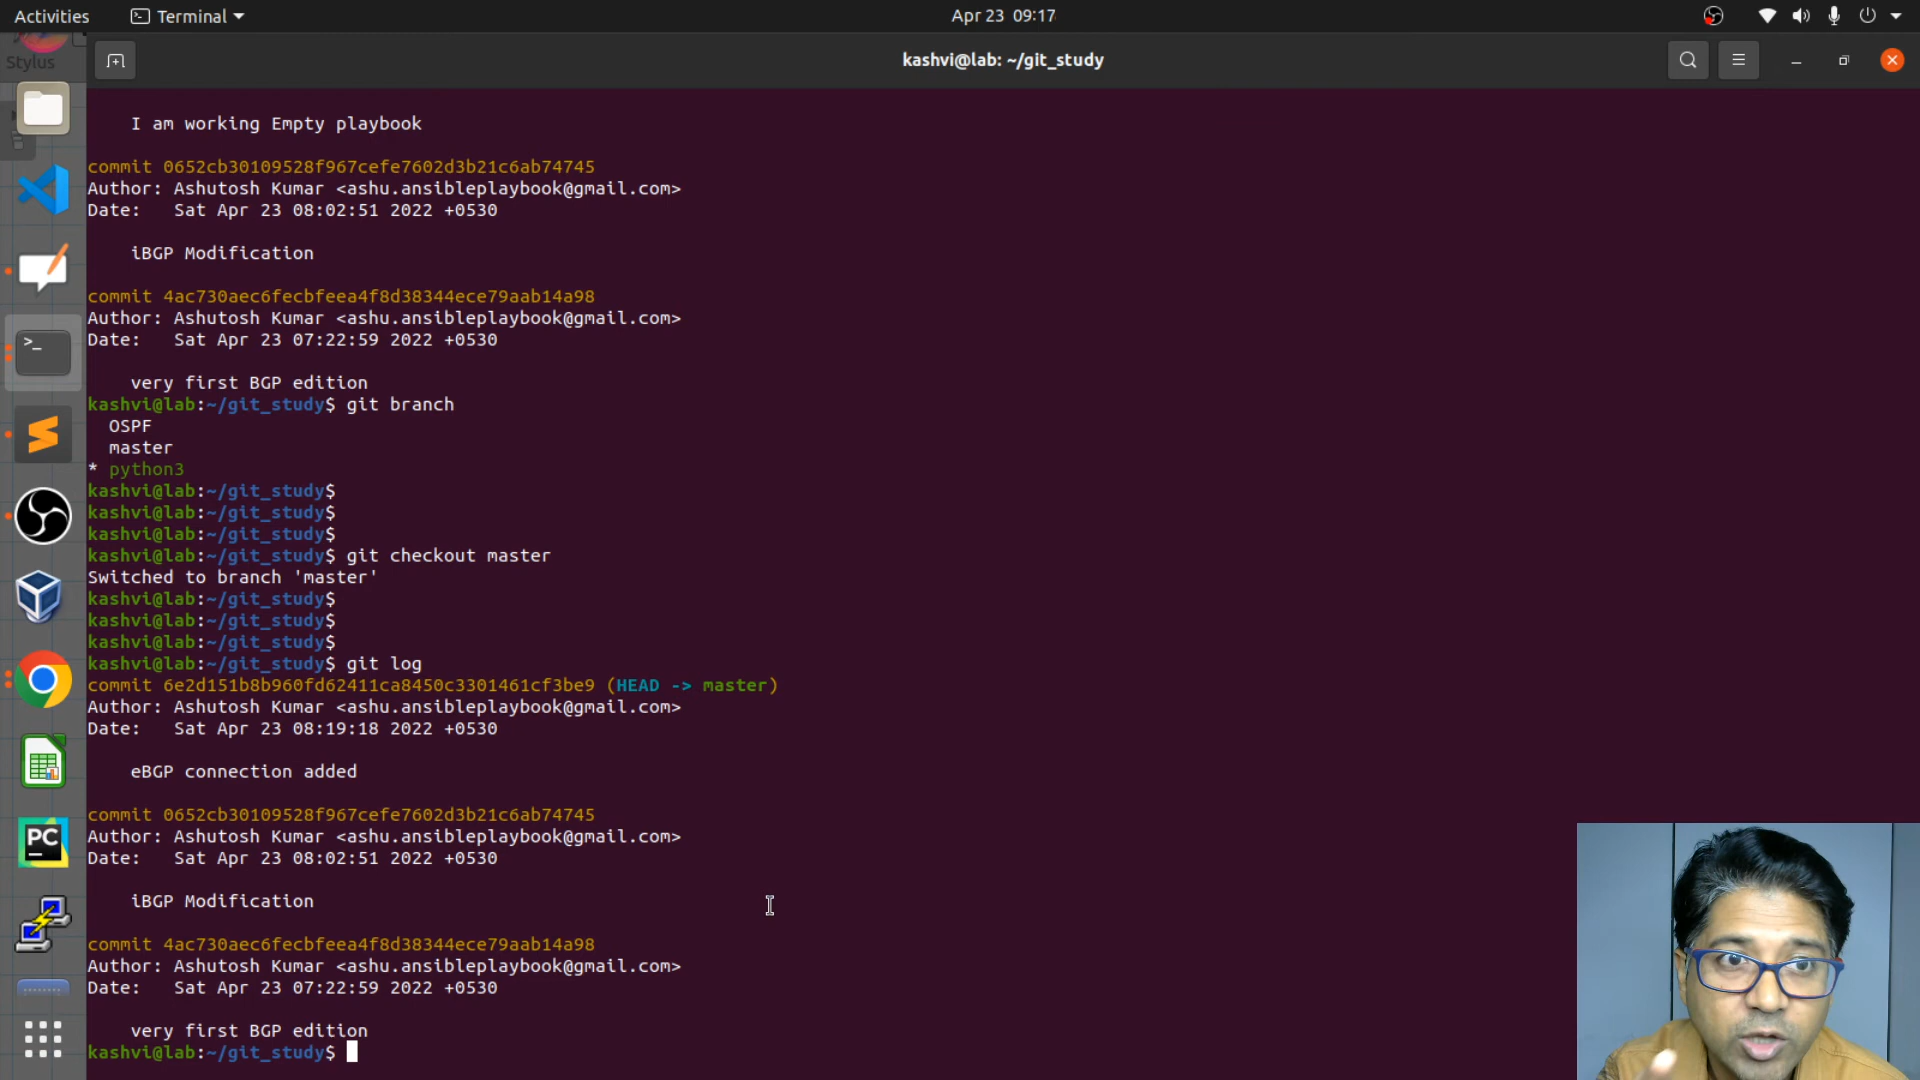 Activities
Terminal
Apr 23 09:17
Stylus
kashvi@lab: ~/git_study
I am working Empty playbook
commit 0652cb30109528f967cefe7602d3b21c6ab74745
Author: Ashutosh Kumar <ashu.ansibleplaybook@gmail.com>
Date: Sat Apr 23 08:02:51 2022 +0530
iBGP Modification
commit 4ac730aec6fecbfeea4f8d38344ece79aab14a98
Author: Ashutosh Kumar <ashu.ansibleplaybook@gmail.com>
Date: Sat Apr 23 07:22:59 2022 +0530
very first BGP edition
kashvi@lab:~/git_study$ git branch
OSPF
master
* python3
kashvi@lab:~/git_study$
kashvi@lab:~/git_study$
kashvi@lab:~/git_study$
kashvi@lab:~/git_study$ git checkout master
Switched to branch 'master'
kashvi@lab:~/git_study$
kashvi@lab:~/git_study$
kashvi@lab:~/git_study$
kashvi@lab:~/git_study$ git log
commit 6e2d151b8b960fd62411ca8450c3301461cf3be9 (HEAD -> master)
Author: Ashutosh Kumar <ashu.ansibleplaybook@gmail.com>
Date: Sat Apr 23 08:19:18 2022 +0530
eBGP connection added
commit 0652cb30109528f967cefe7602d3b21c6ab74745
Author: Ashutosh Kumar <ashu.ansibleplaybook@gmail.com>
Date: Sat Apr 23 08:02:51 2022 +0530
iBGP Modification
commit 4ac730aec6fecbfeea4f8d38344ece79aab14a98
Author: Ashutosh Kumar <ashu.ansibleplaybook@gmail.com>
Date: Sat Apr 23 07:22:59 2022 +0530
very first BGP edition
kashvi@lab:~/git_study$
>_
PC